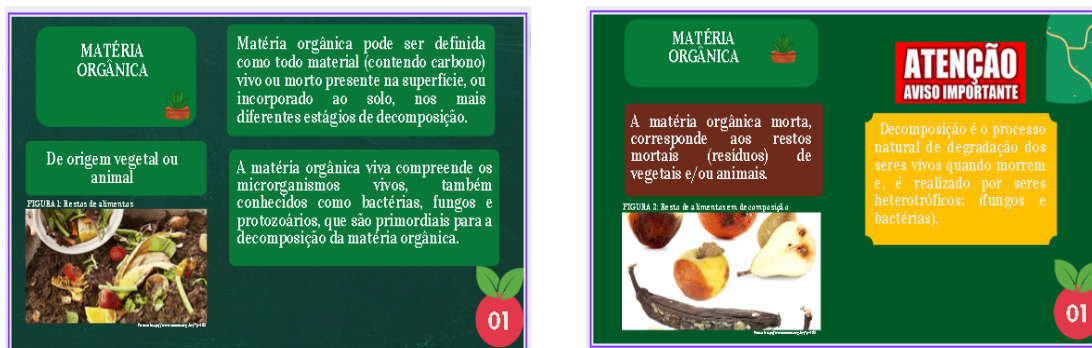 MATÉRIA
ORGÂNICA
Matéria orgânica pode ser definida
como todo material (contendo carbono)
vivo ou morto presente na superfície, ou
incorporado ao solo, nos mais
diferentes estágios de decomposição.
De origem vegetal ou
animal
A matéria orgânica viva compreende os
microrganismos vivos, também
conhecidos como bactérias, fungos e
protozoários, que são primordiais para a
decomposição da matéria orgânica.
FIGURA 1: Restos de alimentos
01
MATÉRIA
ORGÂNICA
ATENÇÃO
AVISO IMPORTANTE
A matéria orgânica morta,
corresponde aos restos
mortais (resíduos) de
vegetais e/ou animais.
Decomposição é o processo
natural de degradação dos
seres vivos quando morrem
e, é realizado por seres
heterotróficos: (fungos e
bactérias).
FIGURA 2: Resta de alimentos em decomposição
01